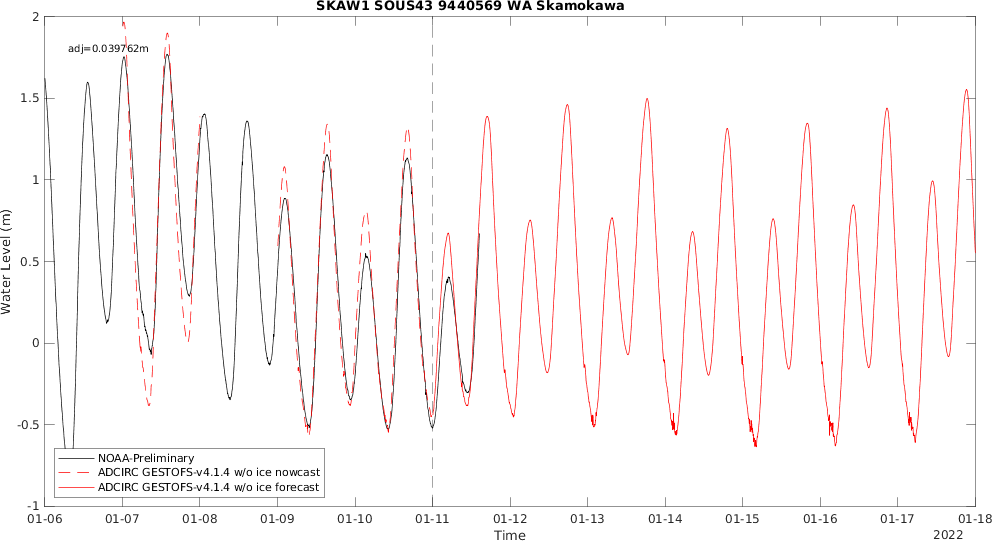 SKAW1 SOUS43 9440569 WA Skamokawa
adj=0.039762m
Water Level (m)
2
1.5
1
0.5
0
-0.5
-1
NOAA-Preliminary
ADCIRC GESTOFS-v4.1.4 w/o ice nowcast
ADCIRC GESTOFS-v4.1.4 w/o ice forecast
01-06 01-07 01-08 01-09 01-10 01-11 01-12 01-13 01-14 01-15 01-16 01-17 01-18
Time
2022